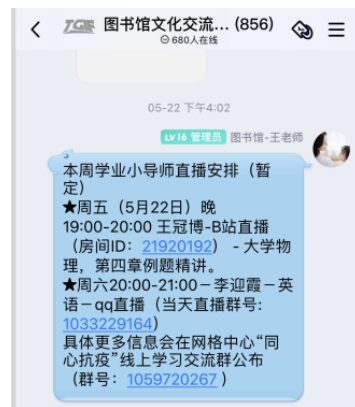 TGIF 图书馆文化交流... (856)
680人在线
05-22 下午4:02
LV16 管理员 图书馆-王老师
本周学业小导师直播安排（暂
定）
★周五（5月22日）晚
19:00-20:00 王冠博-B站直播
（房间ID：21920192） - 大学物
理，第四章例题精讲。
★周六20:00-21:00－李迎霞－英
语－qq直播（当天直播群号:
1033229164)
具体更多信息会在网格中心“同
心抗疫”线上学习交流群公布
（群号：1059720267 ）